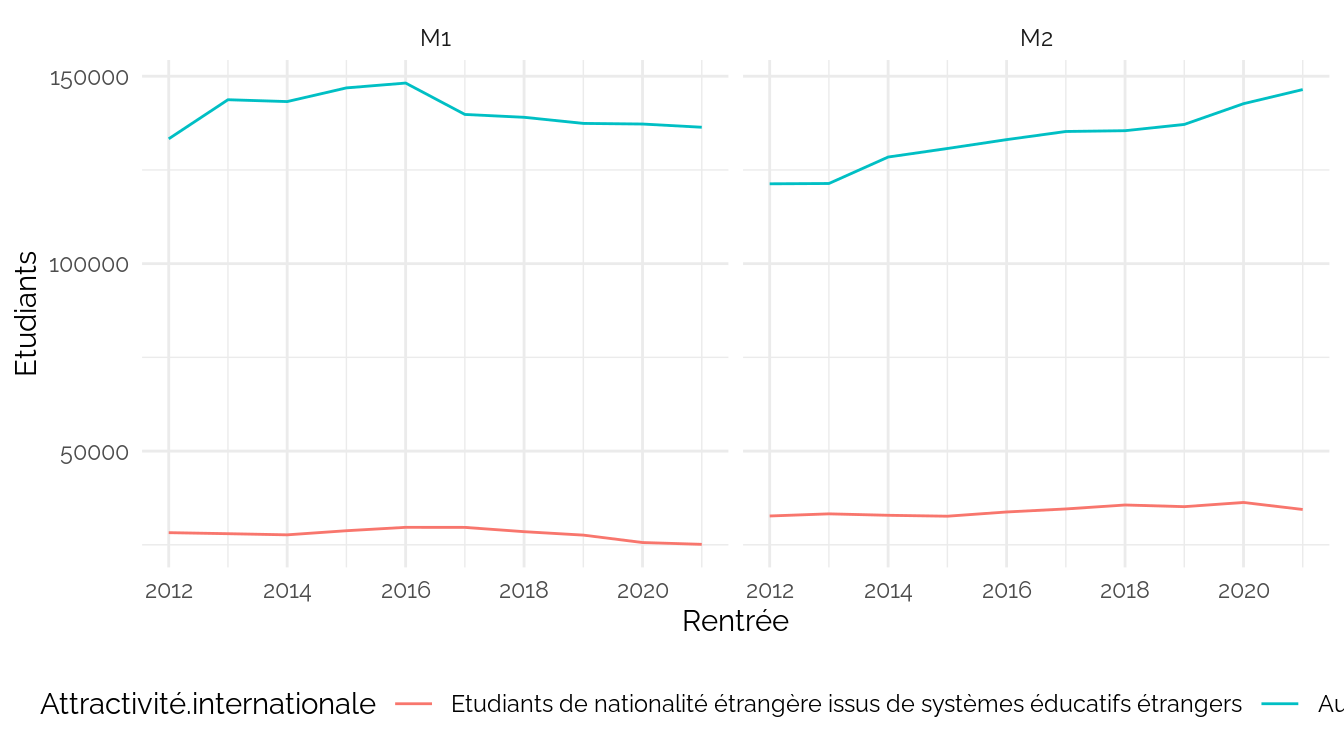 M1 M2
150000
100000
50000
Etudiants
2012 2014 2016 2018 2020 2012 2014 2016 2018 2020
Rentrée
Attractivité.internationale Etudiants de nationalité étrangère issus de systèmes éducatifs étrangers